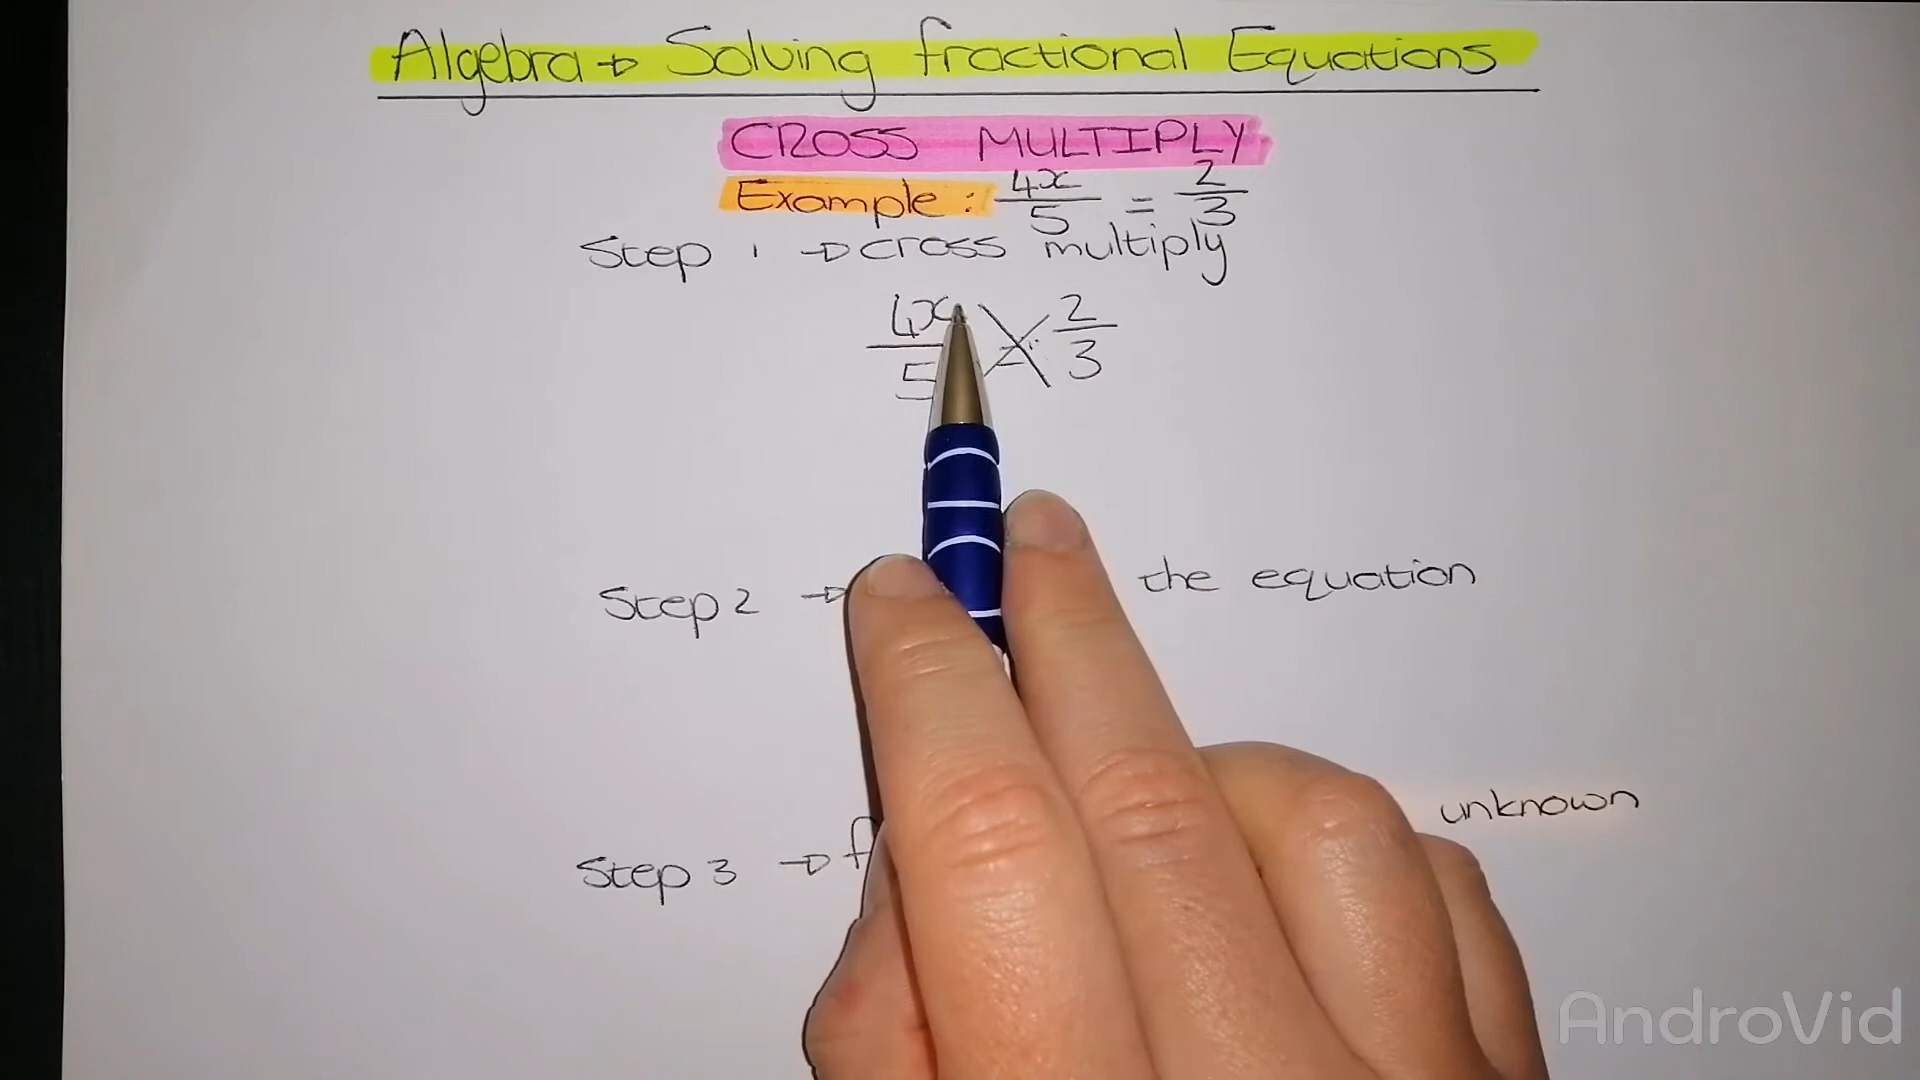 Algebra → Solving fractional Equations
CROSS MULTIPLY
Example: 4x/5 = 2/3
Step 1 → cross multiply
4x/5 = 2/3
Step 2 → the equation
Step 3 → unknown
AndroVid